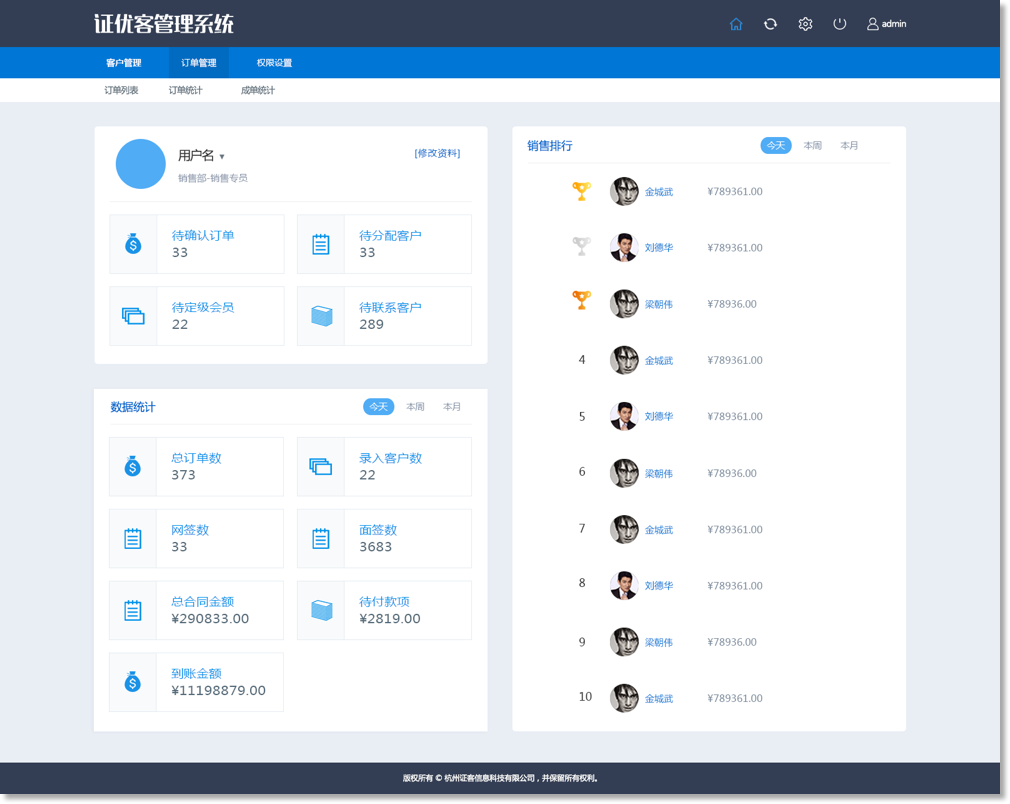 证优客管理系统
admin
客户管理 订单管理 权限设置
订单列表 订单统计 成单统计
用户名 ▼
[修改资料]
销售部-销售专员
待确认订单
33
待分配客户
33
待定级会员
22
待联系客户
289
数据统计
今天 本周 本月
总订单数
373
录入客户数
22
网签数
33
面签数
3683
总合同金额
¥290833.00
待付款项
¥2819.00
到账金额
¥11198879.00
销售排行
今天 本周 本月
金城武 ¥789361.00
刘德华 ¥789361.00
梁朝伟 ¥78936.00
4 金城武 ¥789361.00
5 刘德华 ¥789361.00
6 梁朝伟 ¥78936.00
7 金城武 ¥789361.00
8 刘德华 ¥789361.00
9 梁朝伟 ¥78936.00
10 金城武 ¥789361.00
版权所有 © 杭州证客信息科技有限公司，并保留所有权利。